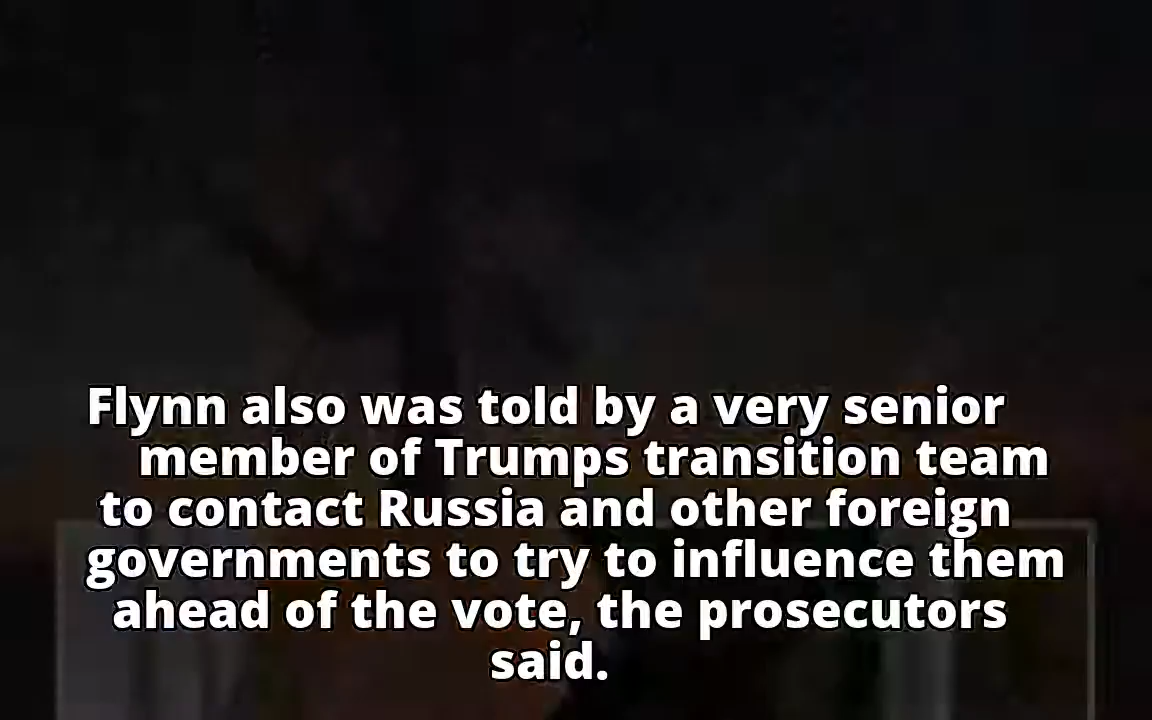 Flynn also was told by a very senior
member of Trumps transition team
to contact Russia and other foreign
governments to try to influence them
ahead of the vote, the prosecutors
said.